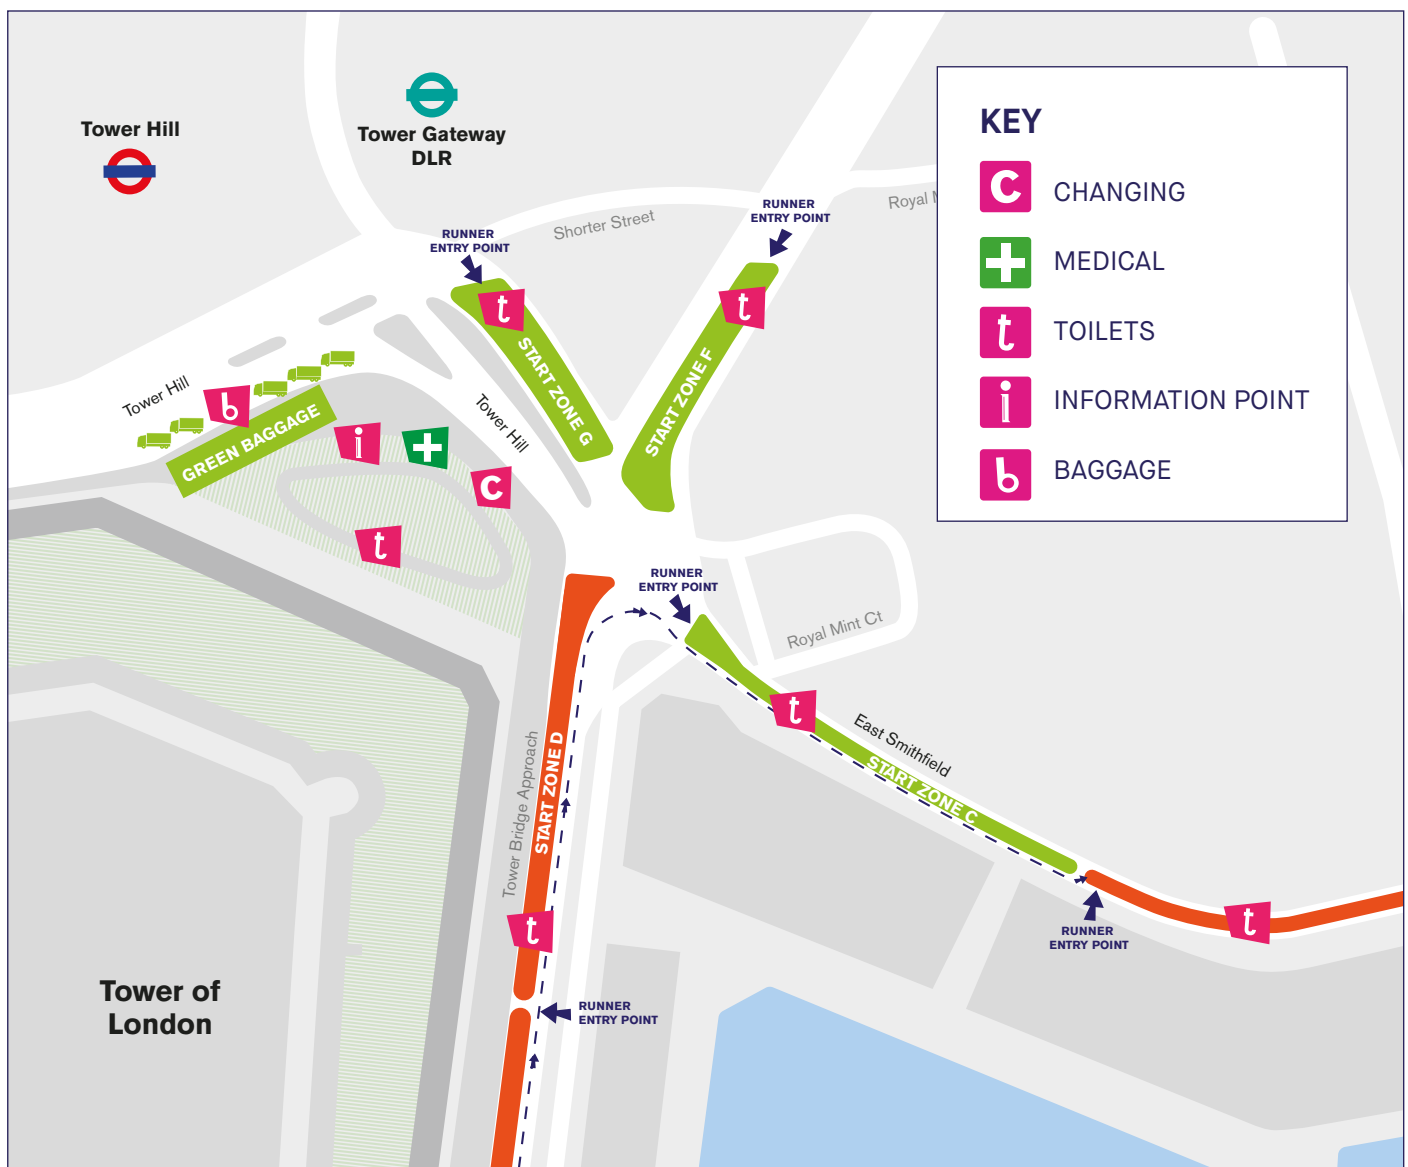 Tower Hill
Tower Gateway
DLR
KEY
C CHANGING
MEDICAL
t TOILETS
i INFORMATION POINT
b BAGGAGE
RUNNER
ENTRY POINT
Royal
Shorter Street
RUNNER
ENTRY POINT
t
t
START ZONE G
START ZONE F
Tower Hill
b
GREEN BAGGAGE
i
Tower Hill
C
t
RUNNER
ENTRY POINT
Royal Mint Ct
t
East Smithfield
START ZONE C
START ZONE D
Tower Bridge Approach
t
t
RUNNER
ENTRY POINT
Tower of
London
RUNNER
ENTRY POINT